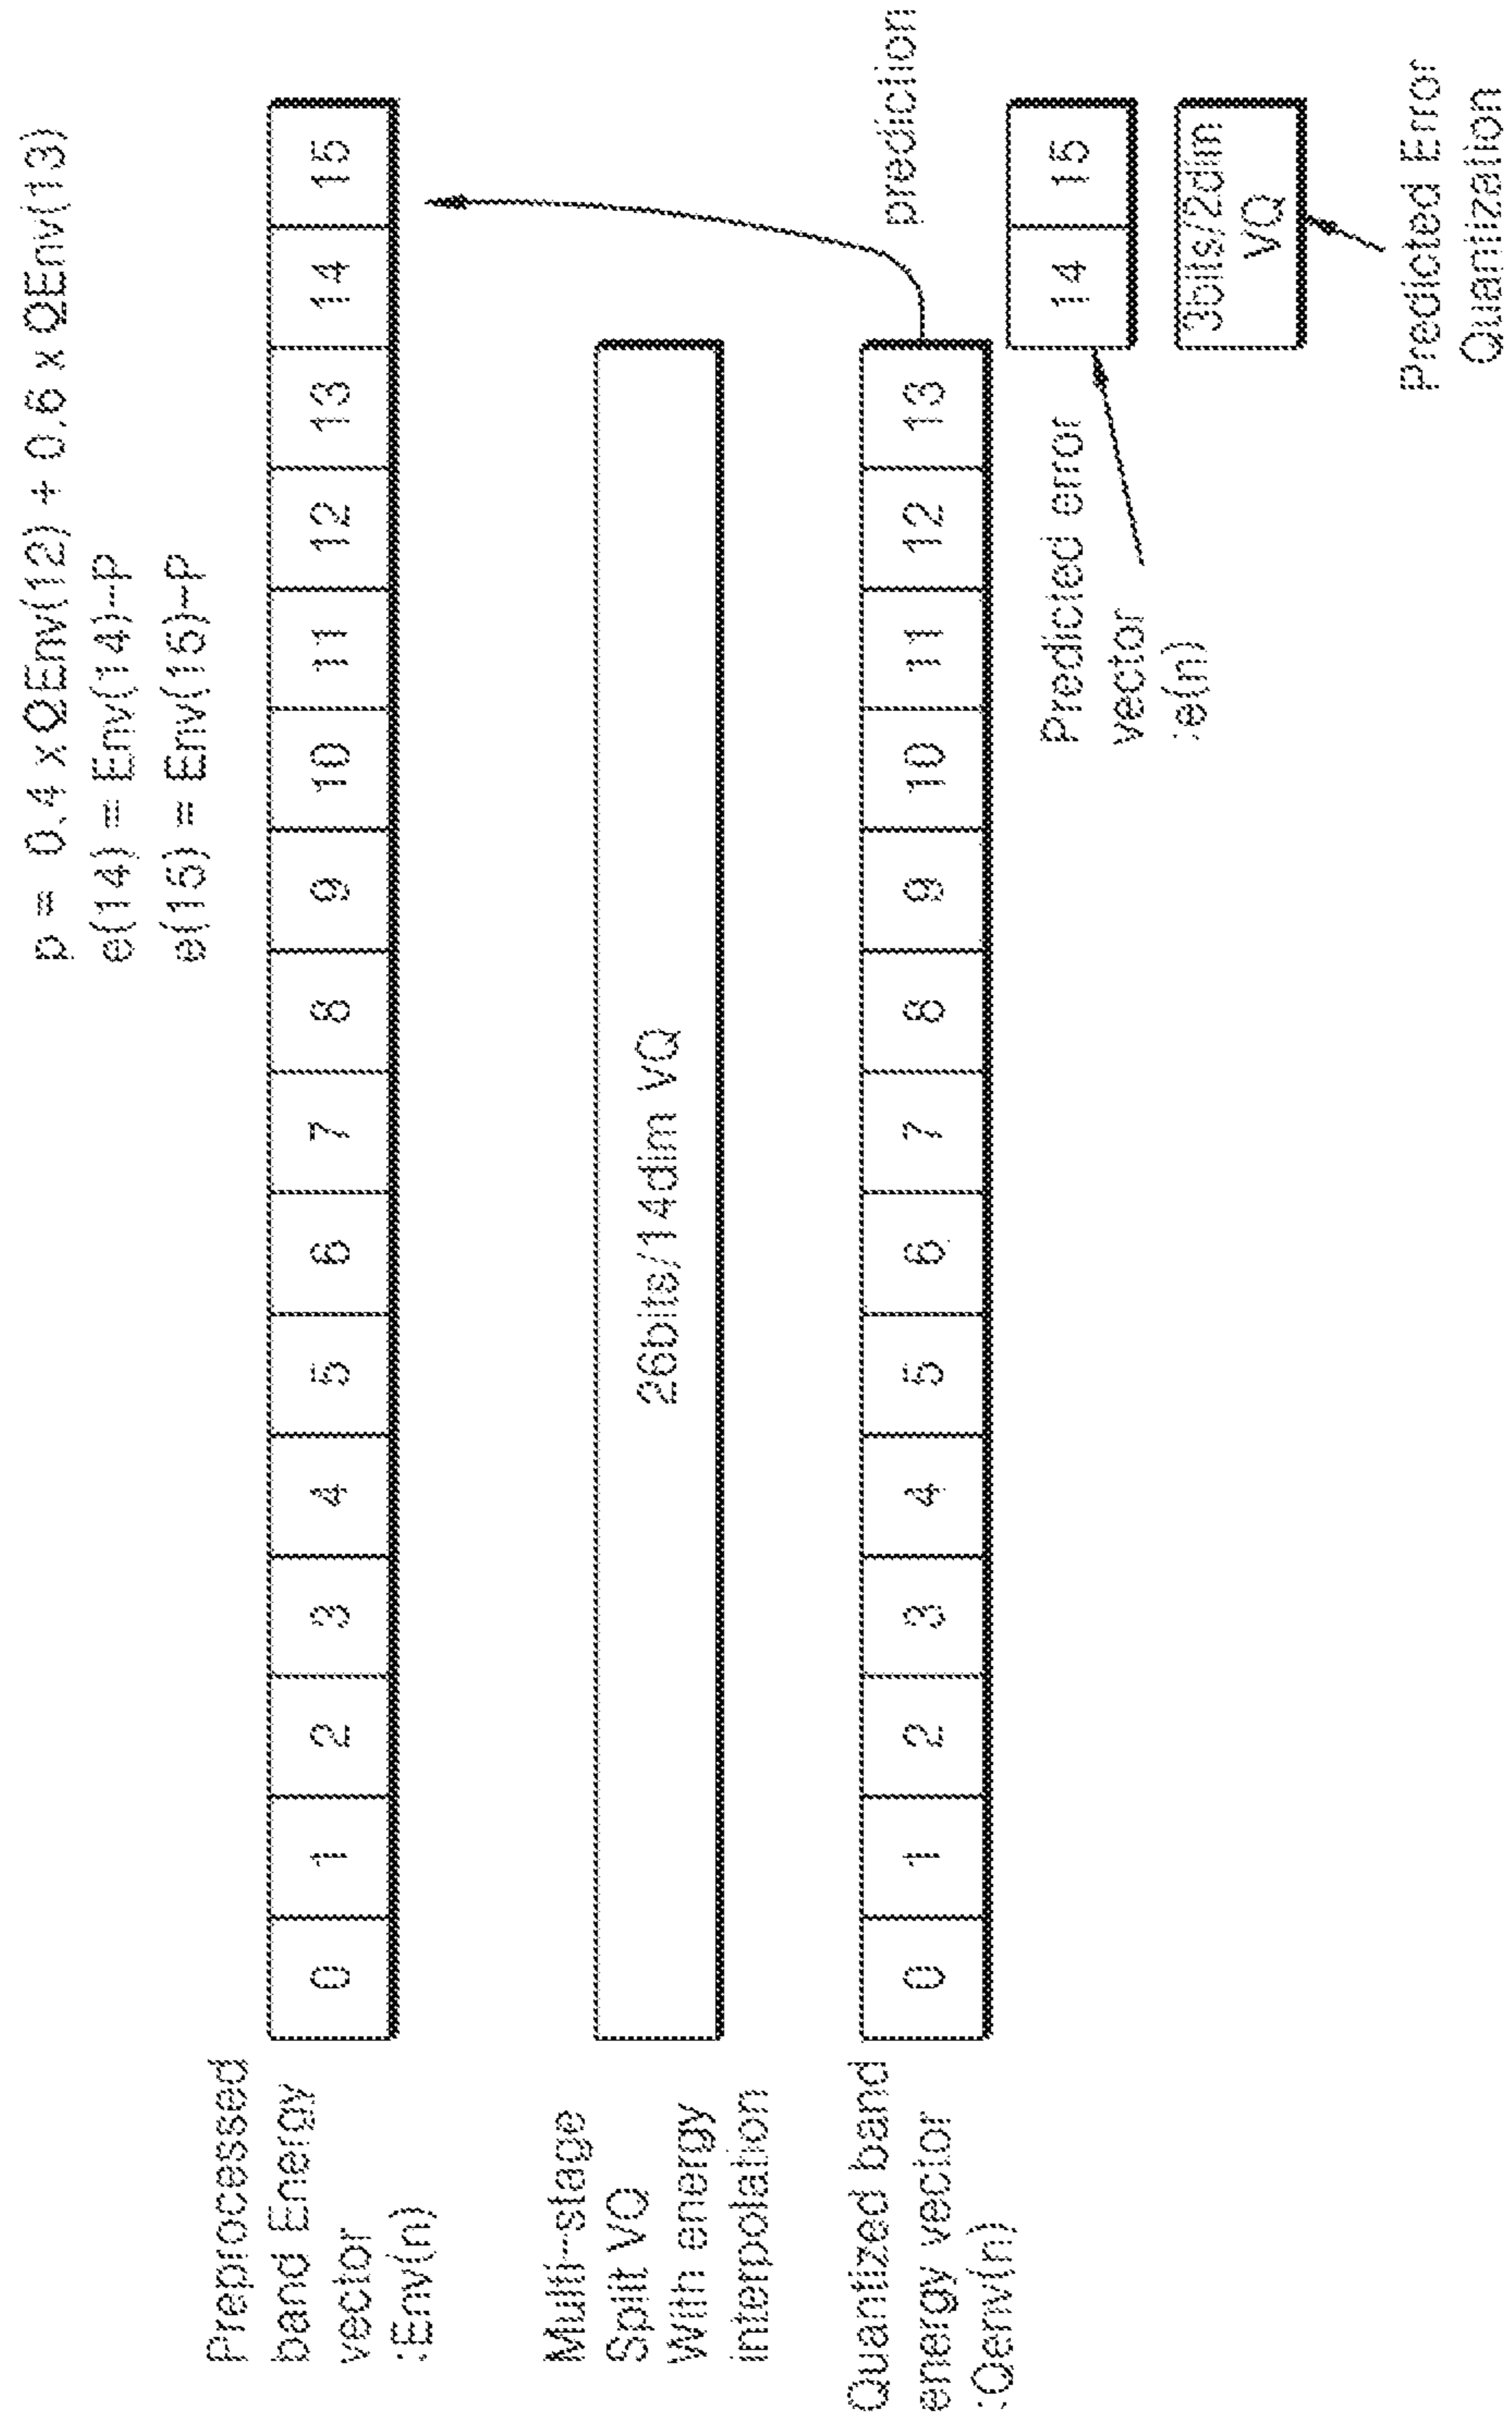 p = 0.4 x QEnv(12) + 0.6 x QEnv(13)
e(14) = Env(14)-p
e(15) = Env(15)-p
Preprocessed
band Energy
vector
:Env(n)
0 1 2 3 4 5 6 7 8 9 10 11 12 13 14 15
Multi-stage
Split VQ
With energy
interpolation
26bits/14dim VQ
Quantized band
energy vector
:Qenv(n)
0 1 2 3 4 5 6 7 8 9 10 11 12 13
prediction
Predicted error
vector
:e(n)
14 15
3bits/2dim
VQ
Predicted Error
Quantization